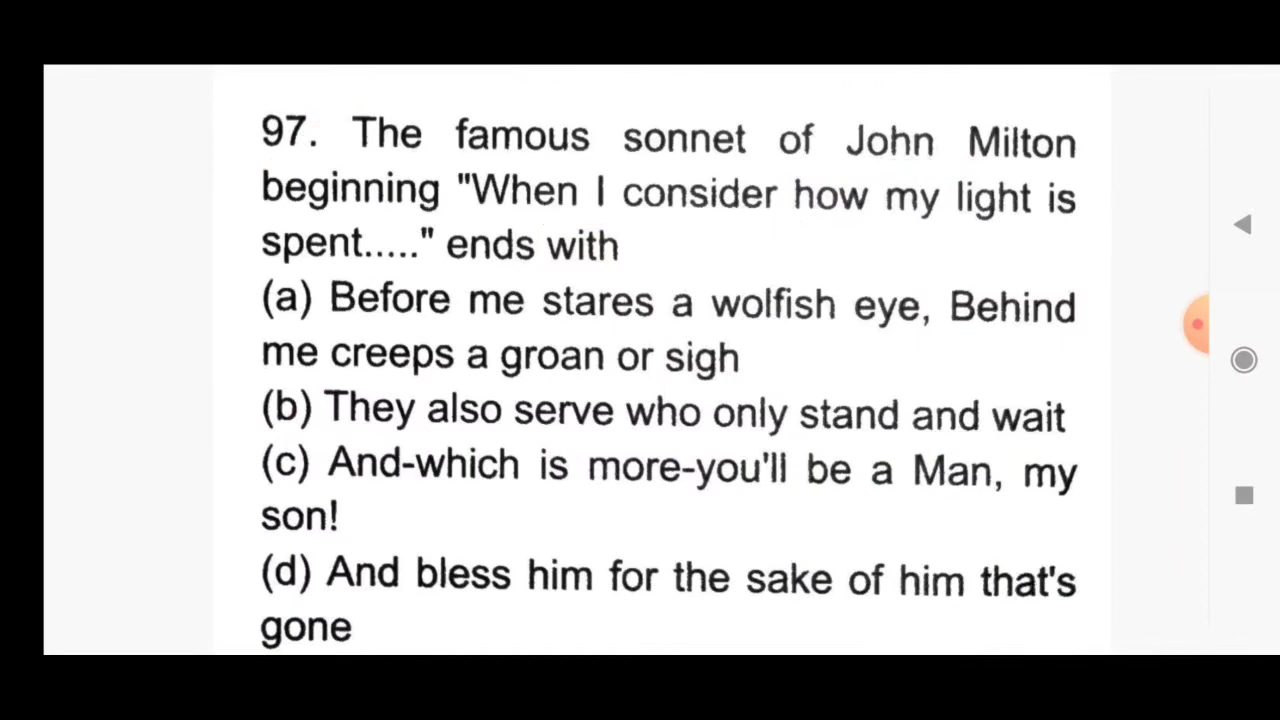 97. The famous sonnet of John Milton
beginning "When I consider how my light is
spent....." ends with
(a) Before me stares a wolfish eye, Behind
me creeps a groan or sigh
(b) They also serve who only stand and wait
(c) And-which is more-you'll be a Man, my
son!
(d) And bless him for the sake of him that's
gone